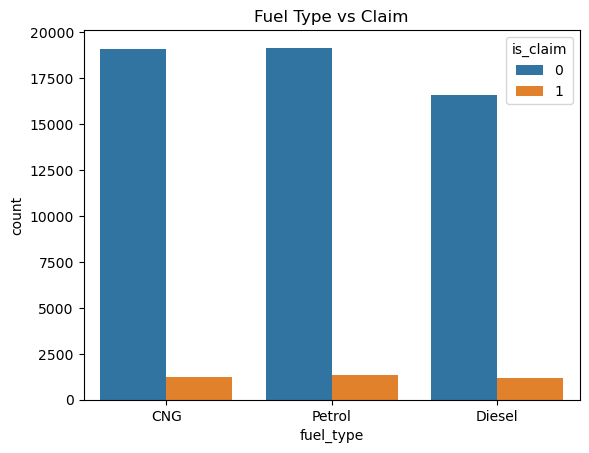 Fuel Type vs Claim
20000
17500
15000
12500
10000
7500
5000
2500
0
count
is_claim
0
1
CNG Petrol Diesel
fuel_type